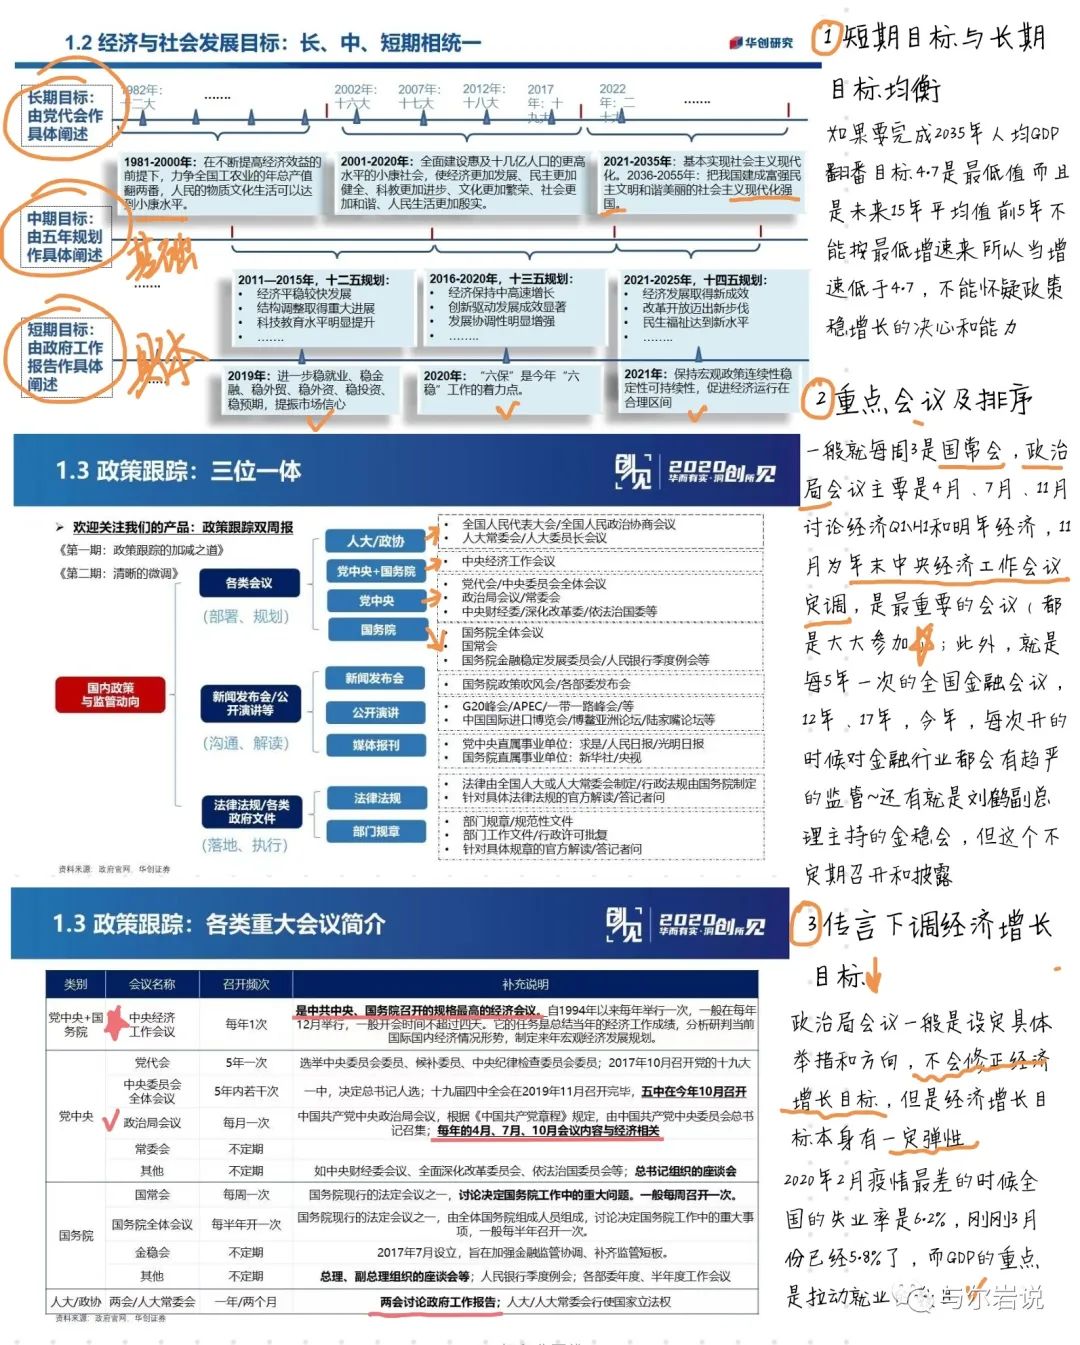 1.2 经济与社会发展目标：长、中、短期相统一
华创研究
长期目标：
由党代会作
具体阐述
1982年：
十二大
……
2002年：
十六大
2007年：
十七大
2012年：
十八大
2017
年：十
九大
2022
年：二
十大
……
1981-2000年：在不断提高经济效益的
前提下，力争全国工农业的年总产值
翻两番，人民的物质文化生活可以达
到小康水平。
2001-2020年：全面建设惠及十几亿人口的更高
水平的小康社会，使经济更加发展、民主更加
健全、科教更加进步、文化更加繁荣、社会更
加和谐、人民生活更加殷实。
2021-2035年：基本实现社会主义现代
化。2036-2055年：把我国建成富强民
主文明和谐美丽的社会主义现代化强
国。
中期目标：
由五年规划
作具体阐述
基础
……
2011—2015年，十二五规划：
• 经济平稳较快发展
• 结构调整取得重大进展
• 科技教育水平明显提升
• ……
2016-2020年，十三五规划：
• 经济保持中高速增长
• 创新驱动发展成效显著
• 发展协调性明显增强
• ……
2021-2025年，十四五规划：
• 经济发展取得新成效
• 改革开放迈出新步伐
• 民生福祉达到新水平
• ……
短期目标：
由政府工作
报告作具体
阐述
具体
……
2019年：进一步稳就业、稳金
融、稳外贸、稳外资、稳投资、
稳预期，提振市场信心
2020年：“六保”是今年“六
稳”工作的着力点。
2021年：保持宏观政策连续性稳
定性可持续性，促进经济运行在
合理区间
1.3 政策跟踪：三位一体
创见
2020创所见
华而有实·洞
欢迎关注我们的产品：政策跟踪双周报
《第一期：政策跟踪的加减之道》
《第二期：清晰的微调》
国内政策
与监管动向
各类会议
（部署、规划）
人大/政协
• 全国人民代表大会/全国人民政治协商会议
• 人大常委会/人大委员长会议
党中央+国务院
• 中央经济工作会议
党中央
• 党代会/中央委员会全体会议
• 政治局会议/常委会
• 中央财经委/深化改革委/依法治国委等
国务院
• 国务院全体会议
• 国常会
• 国务院金融稳定发展委员会/人民银行季度例会等
新闻发布会/公
开演讲等
（沟通、解读）
新闻发布会
• 国务院政策吹风会/各部委发布会
公开演讲
• G20峰会/APEC/一带一路峰会/等
• 中国国际进口博览会/博鳌亚洲论坛/陆家嘴论坛等
媒体报刊
• 党中央直属事业单位：求是/人民日报/光明日报
• 国务院直属事业单位：新华社/央视
法律法规/各类
政府文件
（落地、执行）
法律法规
• 法律由全国人大或人大常委会制定/行政法规由国务院制定
• 针对具体法律法规的官方解读/答记者问
部门规章
• 部门规章/规范性文件
• 部门工作文件/行政许可批复
• 针对具体规章的官方解读/答记者问
资料来源：政府官网，华创证券
1.3 政策跟踪：各类重大会议简介
创见
2020创所见
华而有实·洞
类别 会议名称 召开频次 补充说明
党中央+国
务院
中央经济
工作会议
每年1次
是中共中央、国务院召开的规格最高的经济会议。自1994年以来每年举行一次，一般在每年
12月举行，一般开会时间不超过四天。它的任务是总结当年的经济工作成绩，分析研判当前
国际国内经济情况形势，制定来年宏观经济发展规划。
党中央
党代会 5年一次 选举中央委员会委员、候补委员、中央纪律检查委员会委员；2017年10月召开党的十九大
中央委员会
全体会议
5年内若干次 一中，决定总书记人选；十九届四中全会在2019年11月召开完毕，五中在今年10月召开
政治局会议 每月一次
中国共产党中央政治局会议，根据《中国共产党章程》规定，由中国共产党中央委员会总书
记召集；每年的4月、7月、10月会议内容与经济相关
常委会 不定期
其他 不定期 如中央财经委会议、全面深化改革委员会、依法治国委员会等；总书记组织的座谈会
国务院
国常会 每周一次 国务院现行的法定会议之一，讨论决定国务院工作中的重大问题。一般每周召开一次。
国务院全体会议 每半年开一次
国务院现行的法定会议之一，由全体国务院组成人员组成，讨论决定国务院工作中的重大事
项，一般每半年召开一次。
金稳会 不定期 2017年7月设立，旨在加强金融监管协调、补齐监管短板。
其他 不定期 总理、副总理组织的座谈会等；人民银行季度例会；各部委年度、半年度工作会议
人大/政协 两会/人大常委会 一年/两个月 两会讨论政府工作报告；人大/人大常委会行使国家立法权
资料来源：政府官网，华创证券
1 短期目标与长期
目标均衡
如果要完成2035年人均GDP
翻番目标4.7是最低值而且
是未来15年平均值前5年不
能按最低增速来所以当增
速低于4.7，不能怀疑政策
稳增长的决心和能力
2 重点会议及排序
一般就每周3是国常会，政治
局会议主要是4月、7月、11月
讨论经济Q1\H1和明年经济，11
月为年末中央经济工作会议
定调，是最重要的会议（都
是大大参加）；此外，就是
每5年一次的全国金融会议，
12年、17年，今年，每次开的
时候对金融行业都会有趋严
的监管~还有就是刘鹤副总
理主持的金稳会，但这个不
定期召开和披露
3 传言下调经济增长
目标↓
政治局会议一般是设定具体
举措和方向，不会修正经济
增长目标，但是经济增长目
标本身有一定弹性
2020年2月疫情最差的时候全
国的失业率是6.2%，刚刚3月
份已经5.8%了，而GDP的重点
是拉动就业
与尔岩说